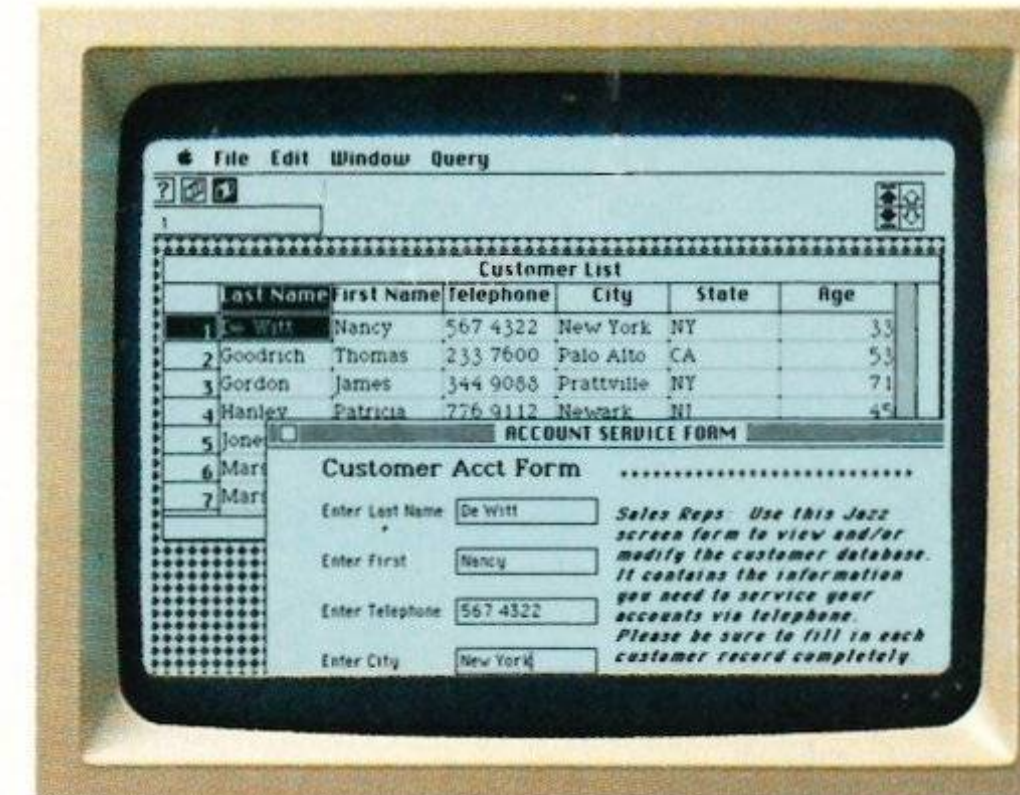 File Edit Window Query
?
1
Customer List
Last Name First Name Telephone City State Age
1 De Witt Nancy 567 4322 New York NY 33
2 Goodrich Thomas 233 7600 Palo Alto CA 53
3 Gordon James 344 9088 Prattville NY 71
4 Hanley Patricia 776 9112 Newark NJ 45
5 Jone
6 Mars
7 Mars
ACCOUNT SERVICE FORM
Customer Acct Form
Enter Last Name De Witt
Enter First Nancy
Enter Telephone 567 4322
Enter City New York
Sales Reps: Use this Jazz
screen form to view and/or
modify the customer database.
It contains the information
you need to service your
accounts via telephone.
Please be sure to fill in each
customer record completely.